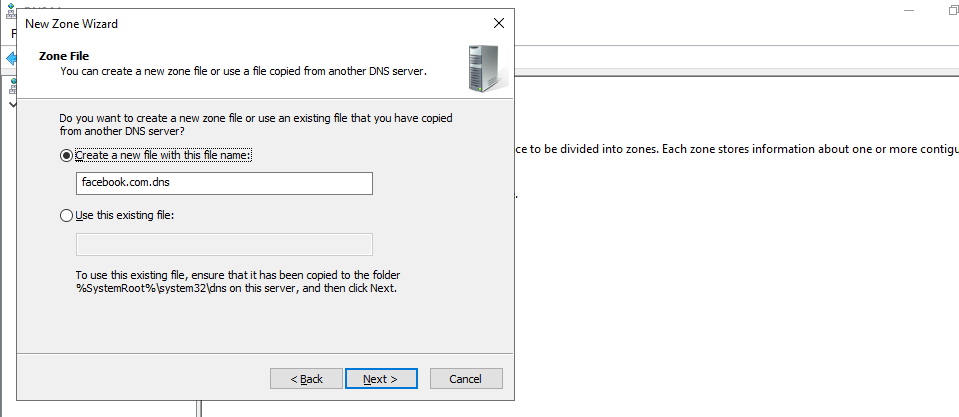 New Zone Wizard
Zone File
You can create a new zone file or use a file copied from another DNS server.
Do you want to create a new zone file or use an existing file that you have copied
from another DNS server?
Create a new file with this file name:
facebook.com.dns
Use this existing file:
To use this existing file, ensure that it has been copied to the folder
%SystemRoot%\system32\dns on this server, and then click Next.
< Back
Next >
Cancel
ce to be divided into zones. Each zone stores information about one or more contigu